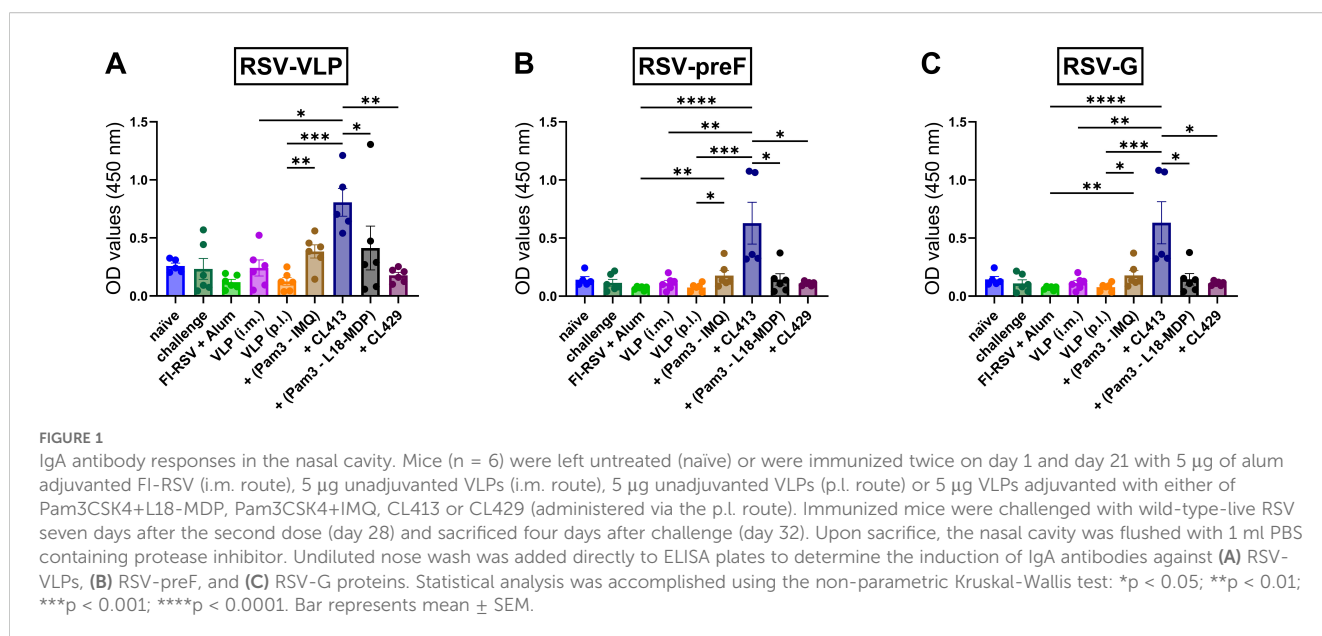 A
RSV-VLP
** 
* 
*** *
**
OD values (450 nm)
1.5
1.0
0.5
0.0
naïve
challenge
FI-RSV + Alum
VLP (i.m.)
VLP (p.l.)
+ (Pam3 - IMQ)
+ CL413
+ (Pam3 - L18-MDP)
+ CL429
B
RSV-preF
****
** *
*** *
**
*
OD values (450 nm)
1.5
1.0
0.5
0.0
naïve
challenge
FI-RSV + Alum
VLP (i.m.)
VLP (p.l.)
+ (Pam3 - IMQ)
+ CL413
+ (Pam3 - L18-MDP)
+ CL429
C
RSV-G
****
** *
*** *
*
**
OD values (450 nm)
1.5
1.0
0.5
0.0
naïve
challenge
FI-RSV + Alum
VLP (i.m.)
VLP (p.l.)
+ (Pam3 - IMQ)
+ CL413
+ (Pam3 - L18-MDP)
+ CL429
FIGURE 1
IgA antibody responses in the nasal cavity. Mice (n = 6) were left untreated (naïve) or were immunized twice on day 1 and day 21 with 5 µg of alum
adjuvanted FI-RSV (i.m. route), 5 µg unadjuvanted VLPs (i.m. route), 5 µg unadjuvanted VLPs (p.l. route) or 5 µg VLPs adjuvanted with either of
Pam3CSK4+L18-MDP, Pam3CSK4+IMQ, CL413 or CL429 (administered via the p.l. route). Immunized mice were challenged with wild-type-live RSV
seven days after the second dose (day 28) and sacrificed four days after challenge (day 32). Upon sacrifice, the nasal cavity was flushed with 1 ml PBS
containing protease inhibitor. Undiluted nose wash was added directly to ELISA plates to determine the induction of IgA antibodies against (A) RSV-
VLPs, (B) RSV-preF, and (C) RSV-G proteins. Statistical analysis was accomplished using the non-parametric Kruskal-Wallis test: *p < 0.05; **p < 0.01;
***p < 0.001; ****p < 0.0001. Bar represents mean ± SEM.